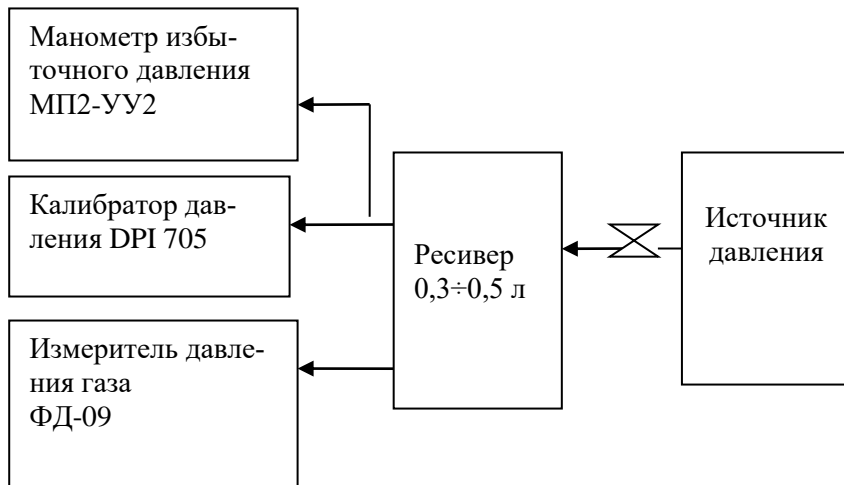 Манометр избы-
точного давления
МП2-УУ2
Калибратор дав-
ления DPI 705
Измеритель давле-
ния газа
ФД-09
Ресивер
0,3÷0,5 л
Источник
давления